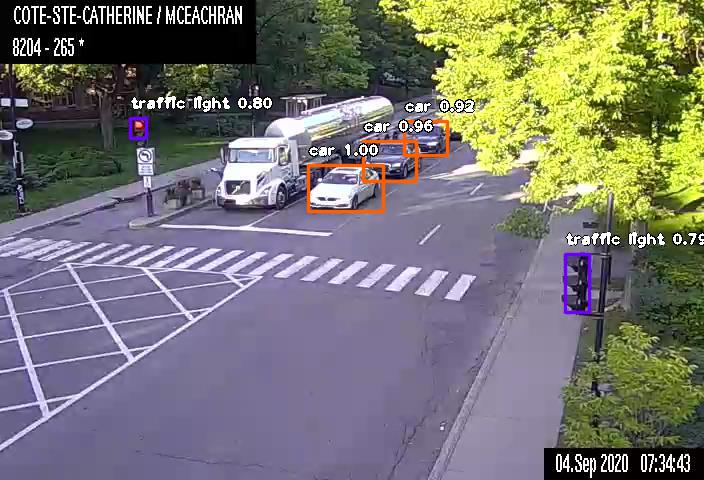 COTE-STE-CATHERINE / MCEACHRAN
8204 - 265 *
traffic light 0.80
car 0.92
car 0.96
car 1.00
traffic light 0.79
04.Sep 2020 07:34:43